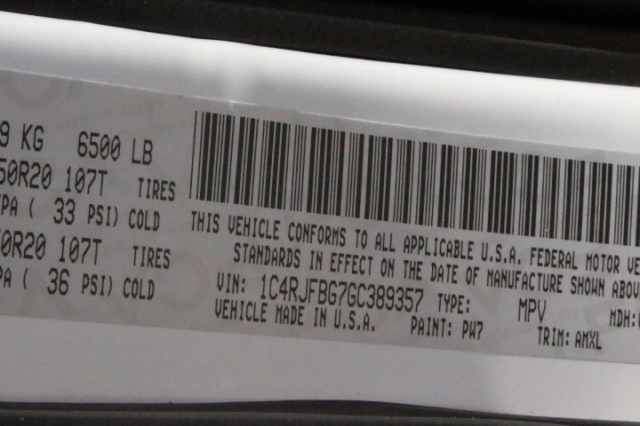 9 KG 6500 LB
50R20 107T TIRES
PA ( 33 PSI) COLD
0R20 107T TIRES
PA ( 36 PSI) COLD
THIS VEHICLE CONFORMS TO ALL APPLICABLE U.S.A. FEDERAL MOTOR VE
STANDARDS IN EFFECT ON THE DATE OF MANUFACTURE SHOWN ABOV
VIN: 1C4RJFBG7GC389357 TYPE: MPV MDH:
VEHICLE MADE IN U.S.A. PAINT: PW7 TRIM: AMXL